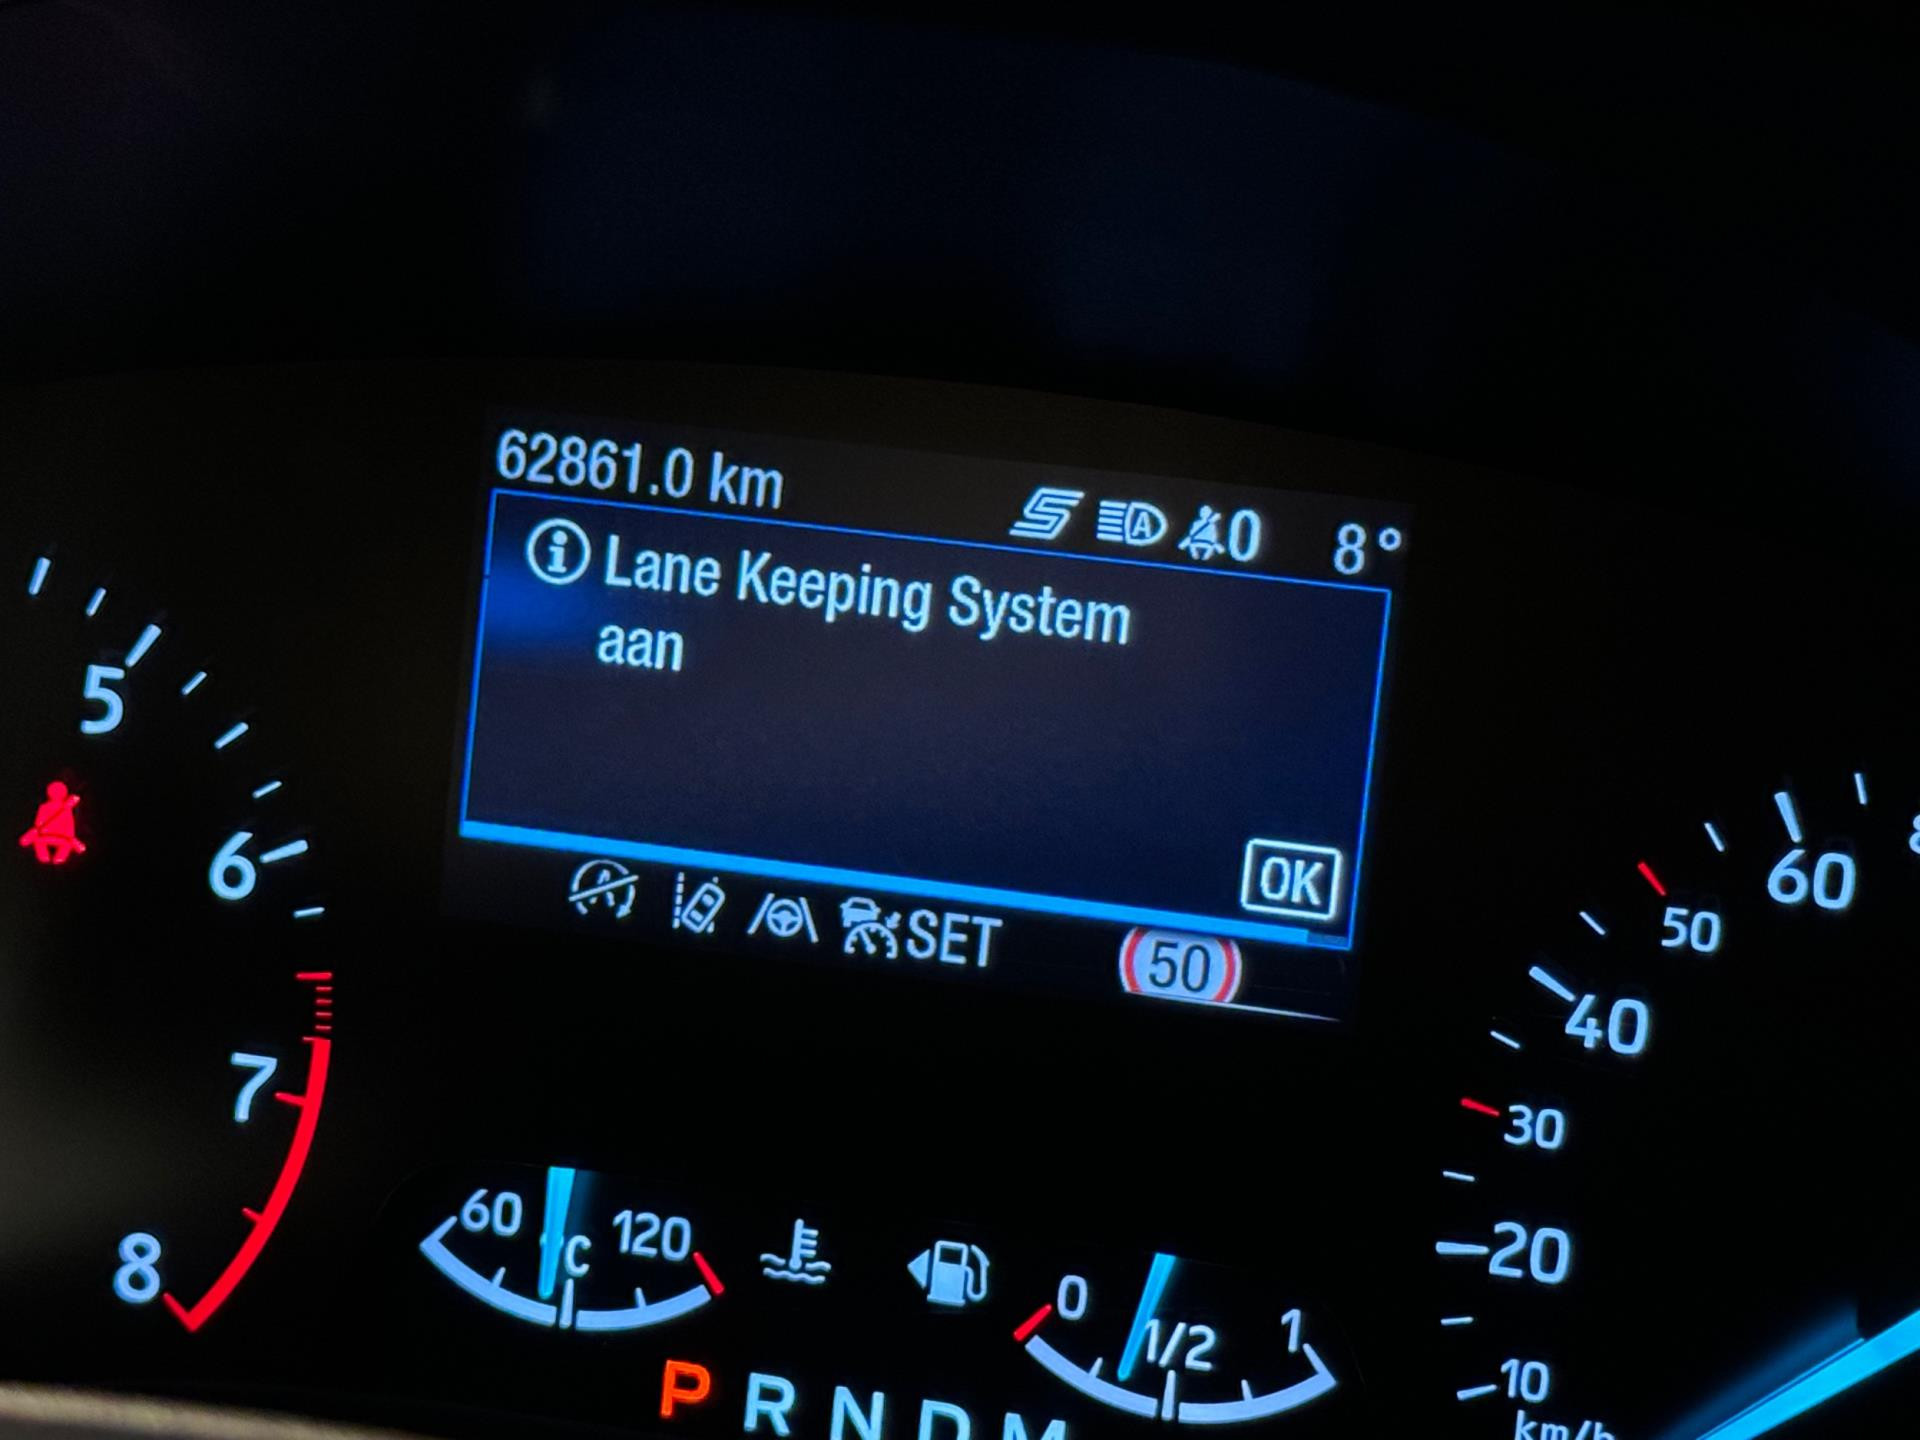 62861.0 km
A 0 8°
Lane Keeping System
aan
OK
A SET 50
5
6
7
8
60
50
40
30
20
10
km/h
60 C 120
0 1/2 1
P R N D M